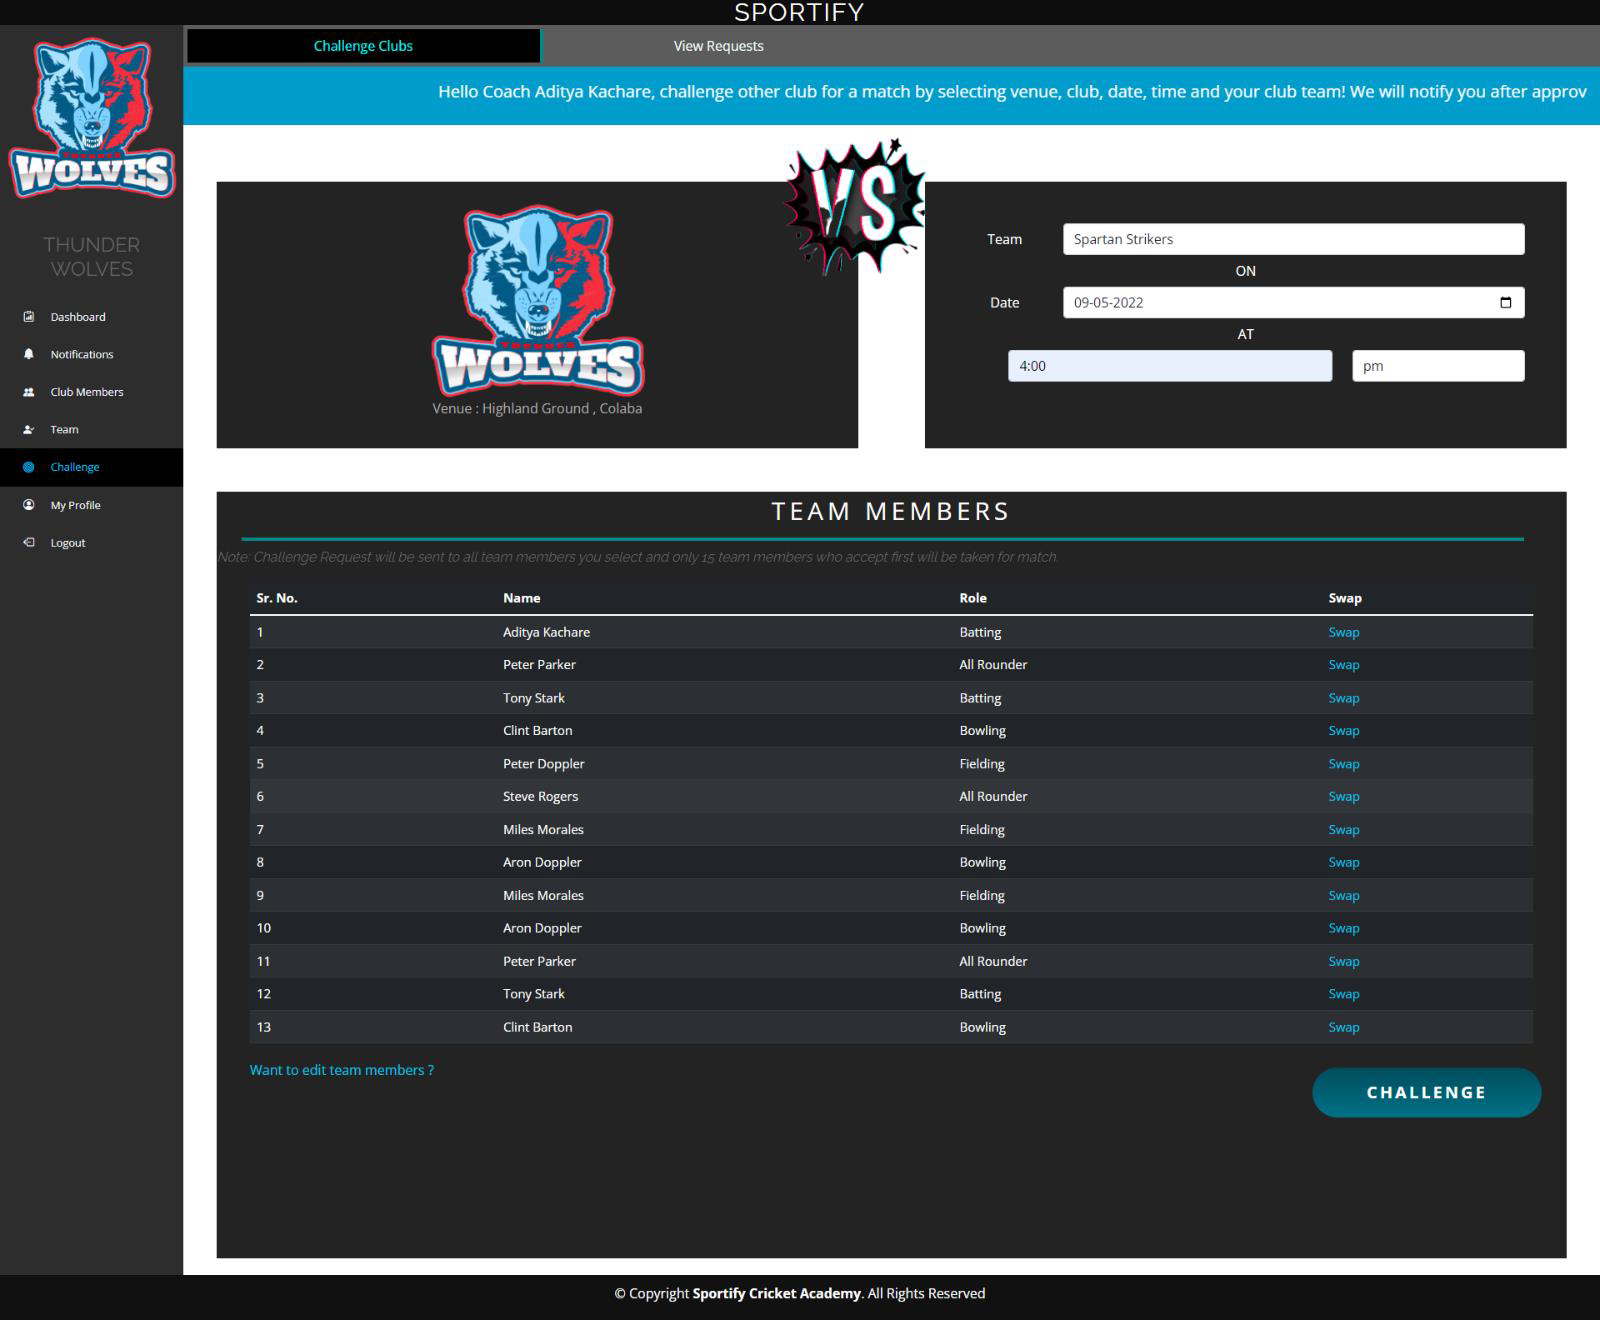 SPORTIFY
THUNDER
WOLVES
THUNDER
WOLVES
Dashboard
Notifications
Club Members
Team
Challenge
My Profile
Logout
Challenge Clubs
View Requests
Hello Coach Aditya Kachare, challenge other club for a match by selecting venue, club, date, time and your club team! We will notify you after approv
THUNDER
WOLVES
Venue : Highland Ground , Colaba
VS
Team Spartan Strikers
ON
Date 09-05-2022
AT
4:00 pm
TEAM MEMBERS
Note: Challenge Request will be sent to all team members you select and only 15 team members who accept first will be taken for match.
Sr. No. Name Role Swap
1 Aditya Kachare Batting Swap
2 Peter Parker All Rounder Swap
3 Tony Stark Batting Swap
4 Clint Barton Bowling Swap
5 Peter Doppler Fielding Swap
6 Steve Rogers All Rounder Swap
7 Miles Morales Fielding Swap
8 Aron Doppler Bowling Swap
9 Miles Morales Fielding Swap
10 Aron Doppler Bowling Swap
11 Peter Parker All Rounder Swap
12 Tony Stark Batting Swap
13 Clint Barton Bowling Swap
Want to edit team members ?
CHALLENGE
© Copyright Sportify Cricket Academy. All Rights Reserved